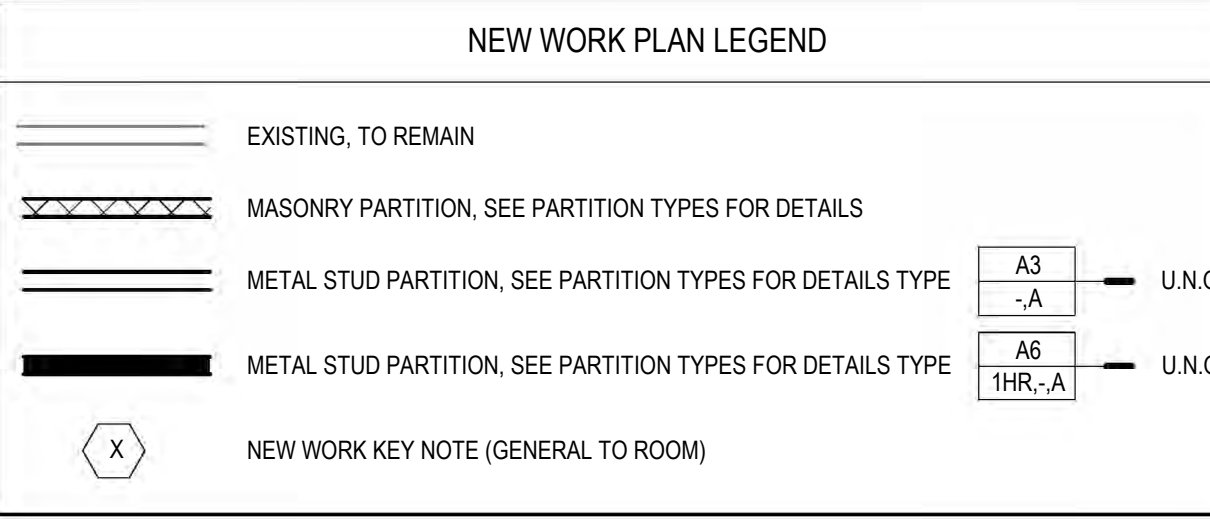 NEW WORK PLAN LEGEND
EXISTING, TO REMAIN
MASONRY PARTITION, SEE PARTITION TYPES FOR DETAILS
METAL STUD PARTITION, SEE PARTITION TYPES FOR DETAILS TYPE
A3
-,A
U.N.O
METAL STUD PARTITION, SEE PARTITION TYPES FOR DETAILS TYPE
A6
1HR,-,A
U.N.O
X
NEW WORK KEY NOTE (GENERAL TO ROOM)